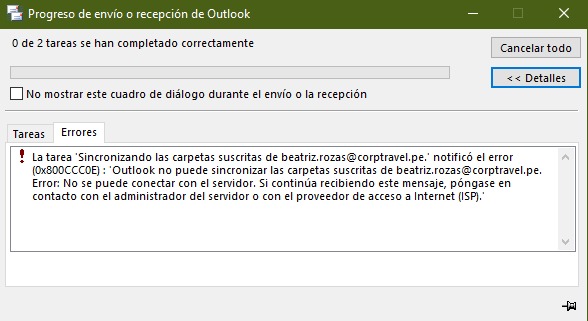 Progreso de envío o recepción de Outlook
0 de 2 tareas se han completado correctamente
Cancelar todo
<< Detalles
No mostrar este cuadro de diálogo durante el envío o la recepción
Tareas
Errores
La tarea 'Sincronizando las carpetas suscritas de beatriz.rozas@corptravel.pe.' notificó el error
(0x800CCC0E) : 'Outlook no puede sincronizar las carpetas suscritas de beatriz.rozas@corptravel.pe.
Error: No se puede conectar con el servidor. Si continúa recibiendo este mensaje, póngase en
contacto con el administrador del servidor o con el proveedor de acceso a Internet (ISP).'